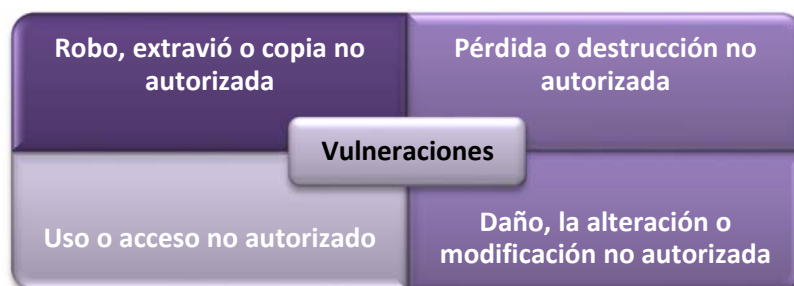 Robo, extravió o copia no
autorizada
Pérdida o destrucción no
autorizada
Vulneraciones
Uso o acceso no autorizado
Daño, la alteración o
modificación no autorizada